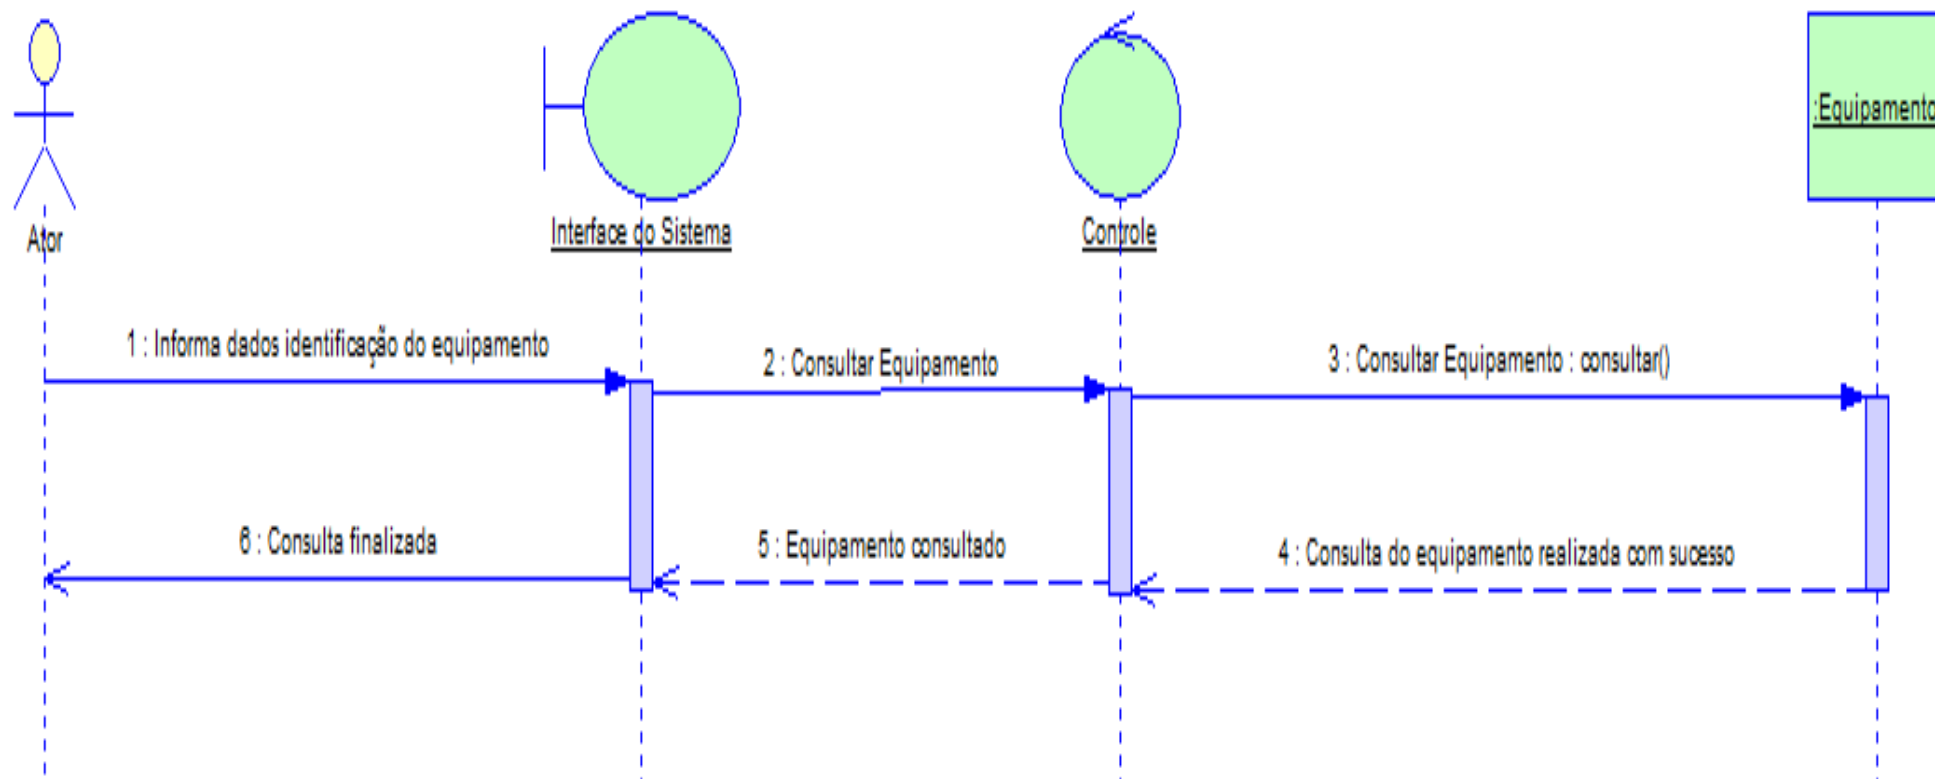 :Equipamento
Ator
Interface do Sistema
Controle
1 : Informa dados identificação do equipamento
2 : Consultar Equipamento
3 : Consultar Equipamento : consultar()
6 : Consulta finalizada
5 : Equipamento consultado
4 : Consulta do equipamento realizada com sucesso